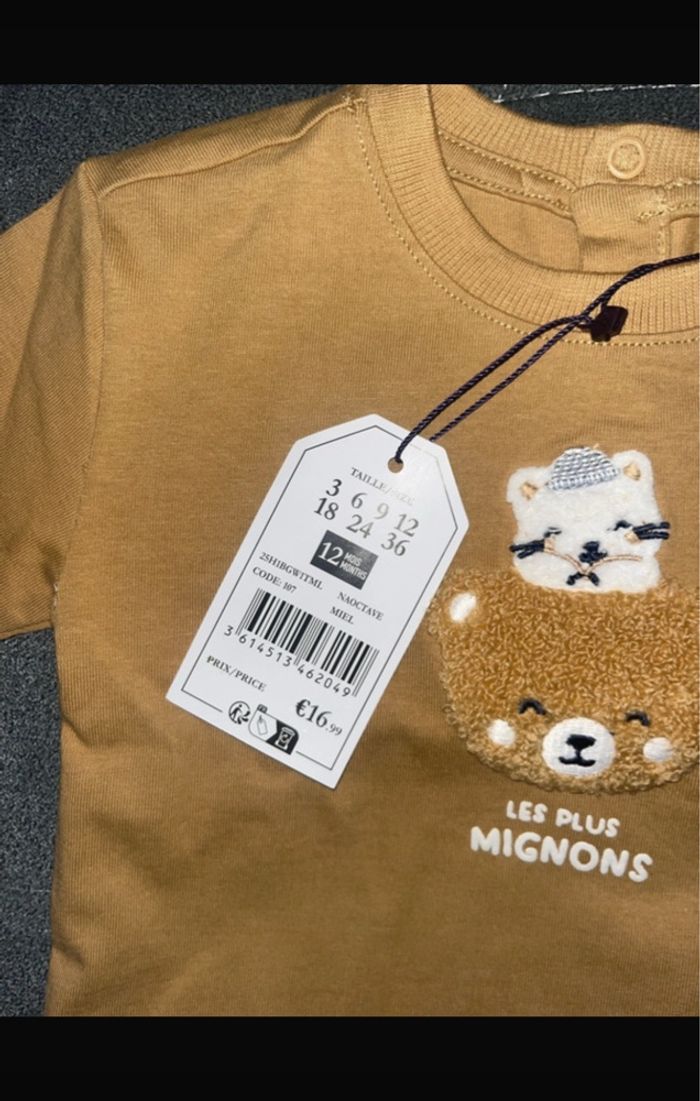 TAILLE/SIZE
3 6 9 12
18 24 36
12 MOIS
MONTHS
2SHIBGWITML NAOCTAVE
CODE: 107 MIEL
3 614513 462049
PRIX/PRICE
€16.99
LES PLUS
MIGNONS